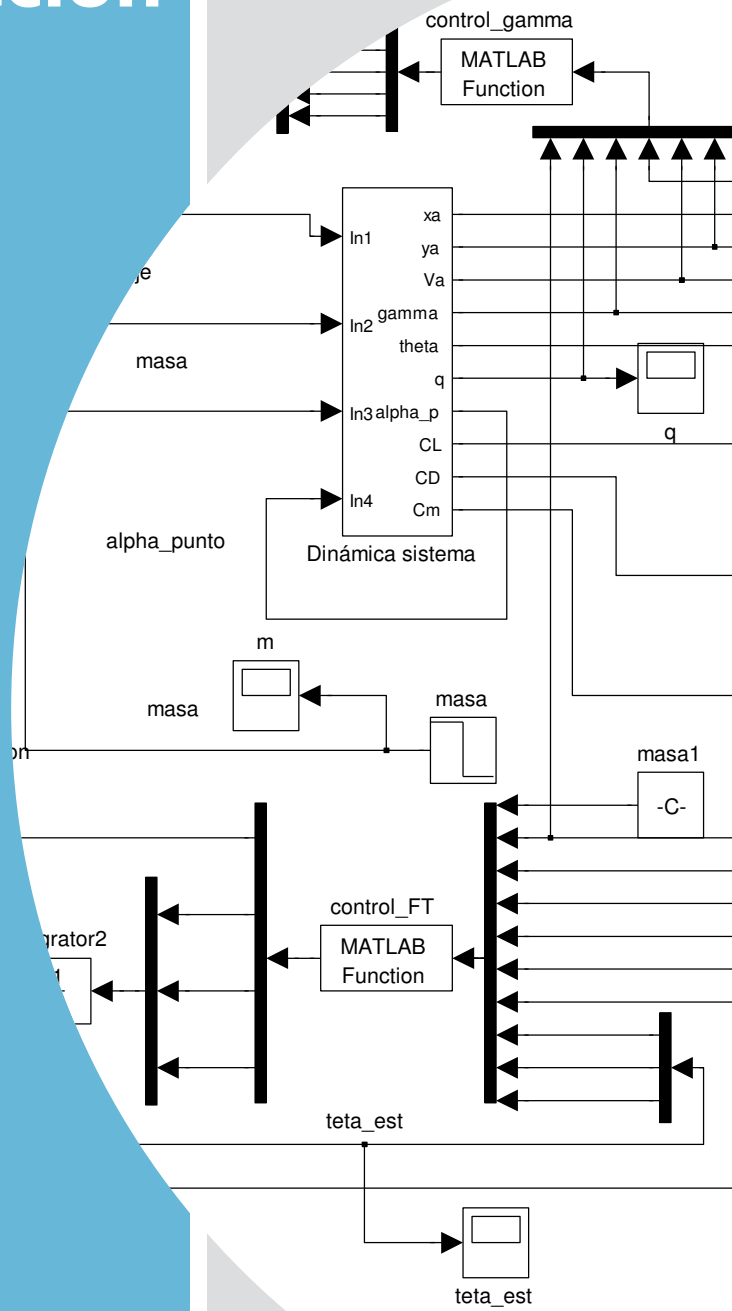 control_gamma
MATLAB
Function
xa
In1
ya
Va
gamma
In2
masa
theta
q
In3
alpha_p
q
CL
CD
In4
Cm
alpha_punto
Dinámica sistema
m
masa
masa
masa1
-C-
control_FT
MATLAB
Function
teta_est
teta_est